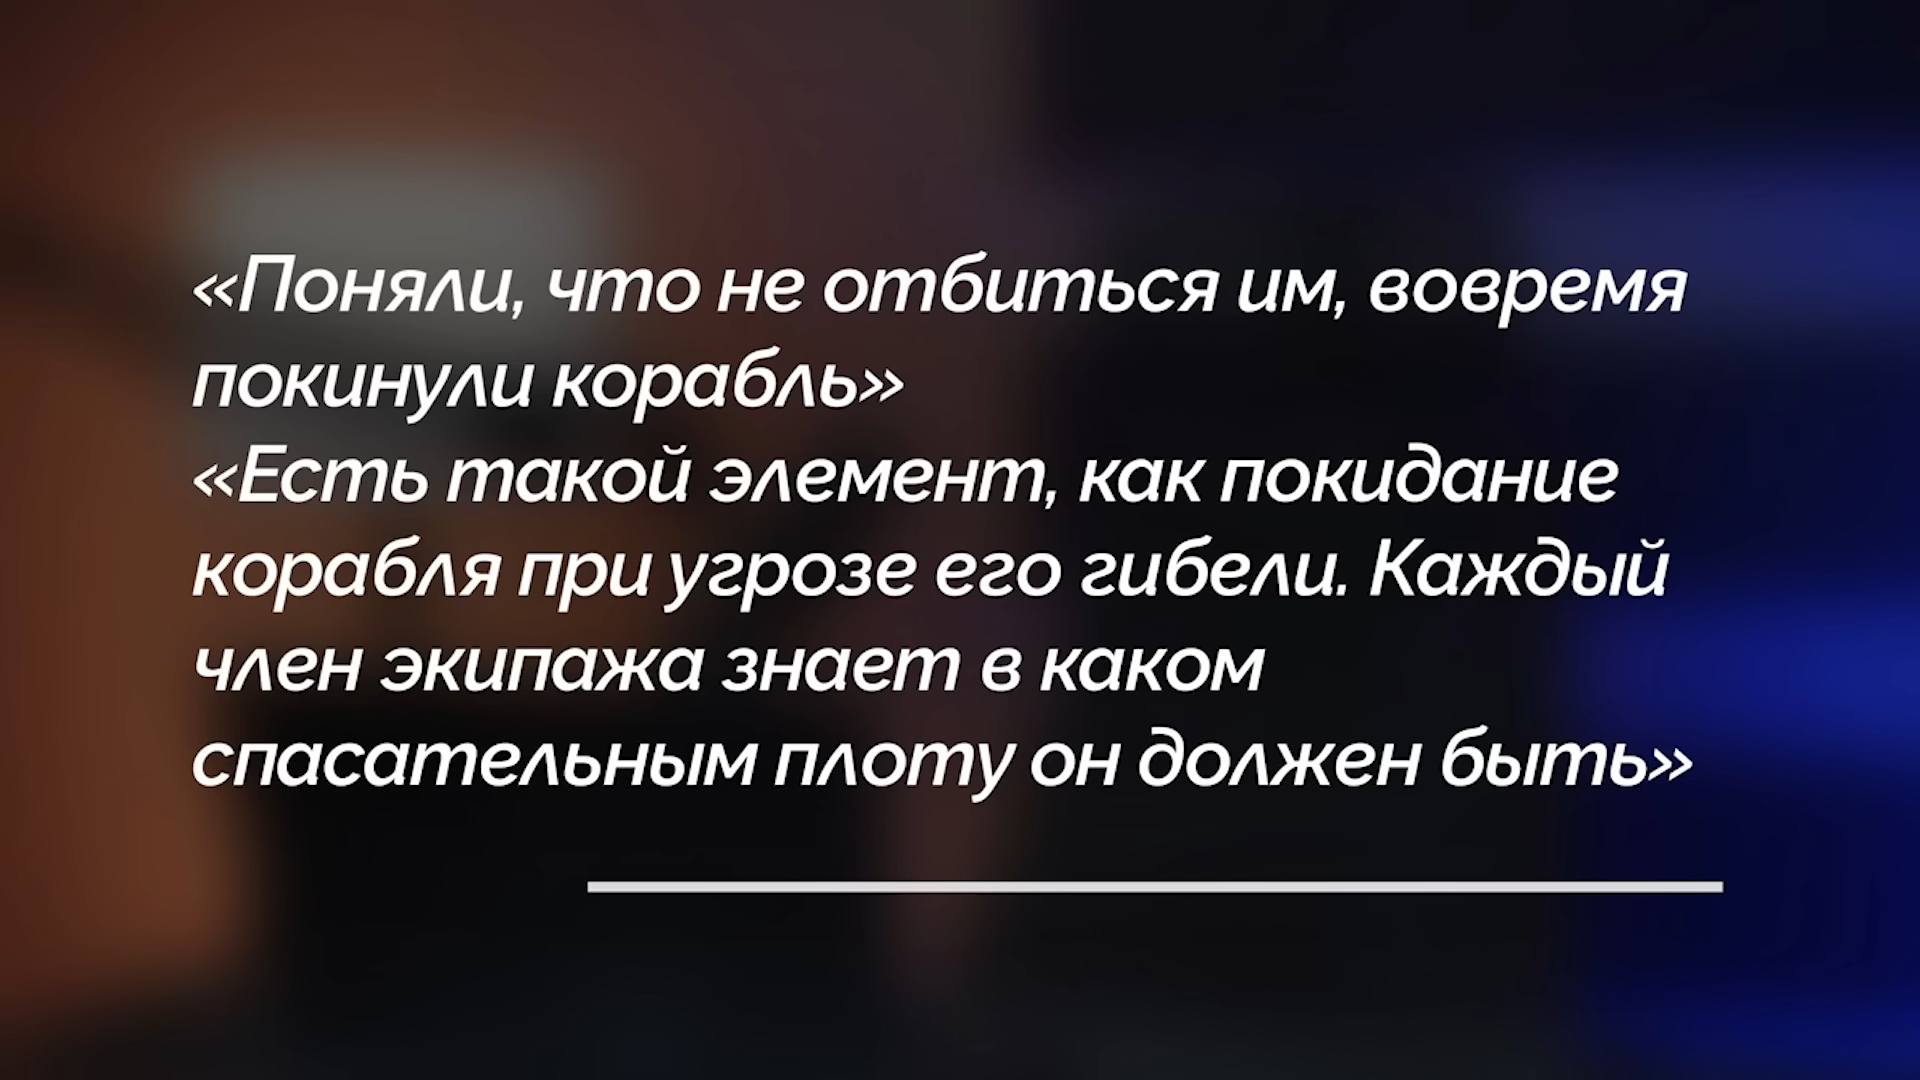 «Поняли, что не отбиться им, вовремя
покинули корабль»
«Есть такой элемент, как покидание
корабля при угрозе его гибели. Каждый
член экипажа знает в каком
спасательным плоту он должен быть»